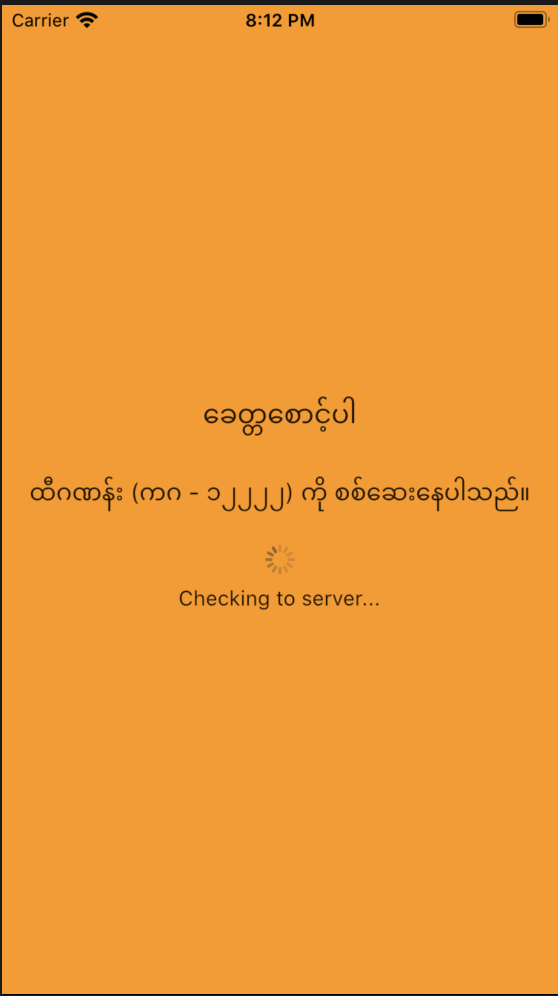 Carrier 8:12 PM
ခေတ္တစောင့်ပါ
ထီဂဏန်း (ကဂ - ၁၂၂၂၂) ကို စစ်ဆေးနေပါသည်။
Checking to server...